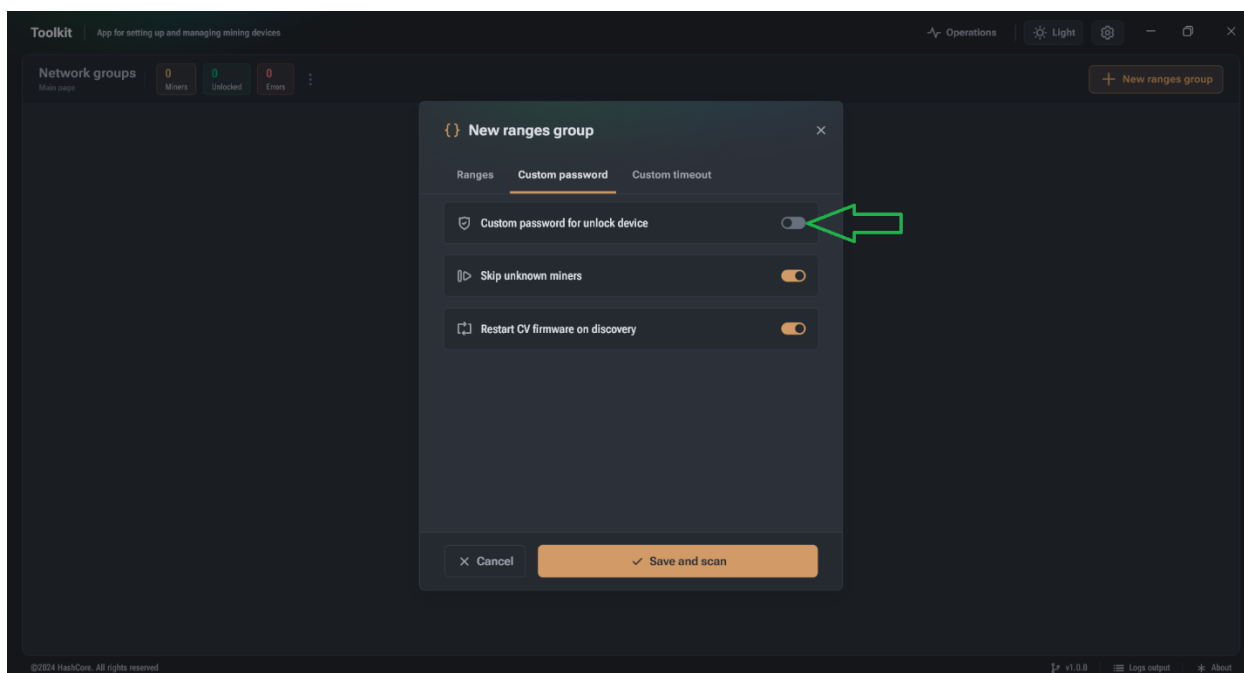 Toolkit App for setting up and managing mining devices Operations Light
Network groups 0 0 0 New ranges group
Main page Miners Unlocked Errors
{} New ranges group
Ranges Custom password Custom timeout
Custom password for unlock device
Skip unknown miners
Restart CV firmware on discovery
Cancel Save and scan
©2024 HashCore. All rights reserved v1.0.0 Logs output About